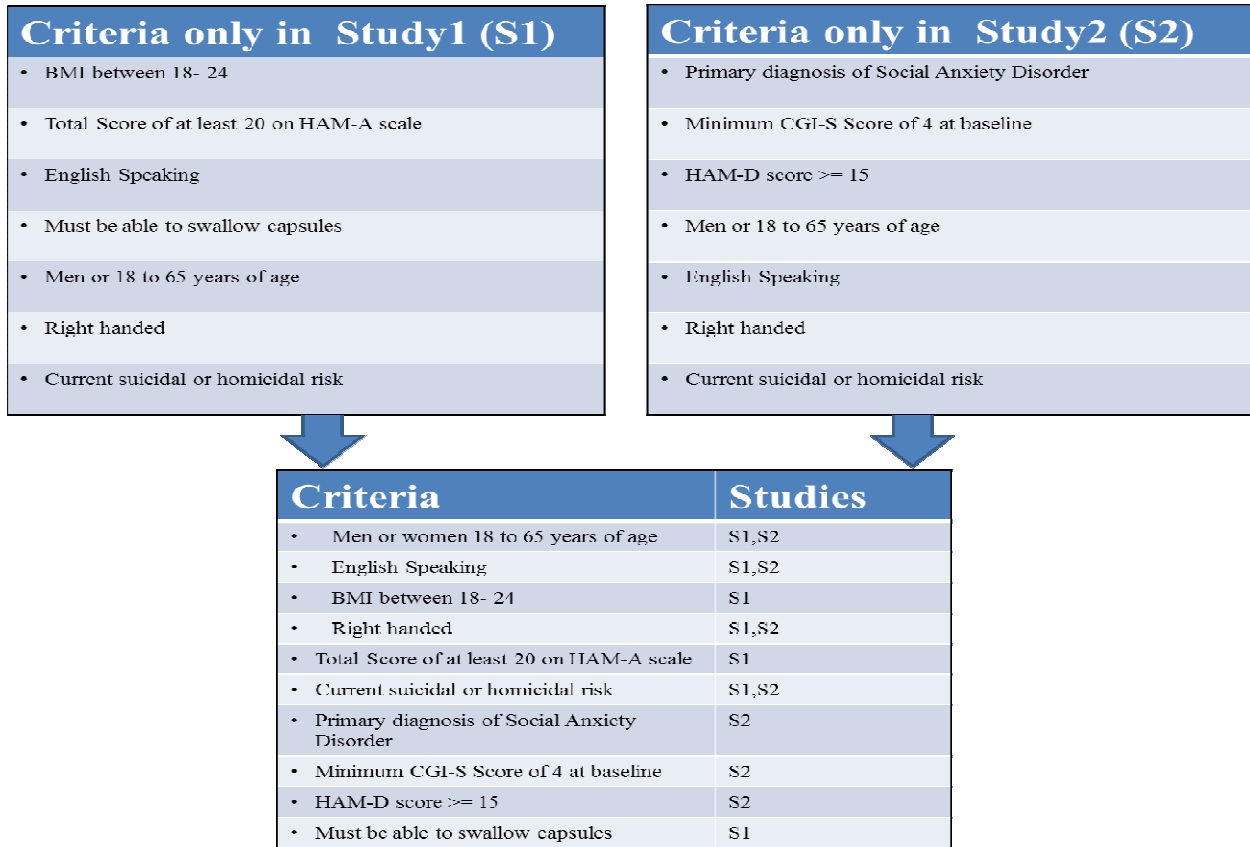 Criteria only in Study1 (S1)
• BMI between 18- 24
• Total Score of at least 20 on HAM-A scale
• English Speaking
• Must be able to swallow capsules
• Men or 18 to 65 years of age
• Right handed
• Current suicidal or homicidal risk
Criteria only in Study2 (S2)
• Primary diagnosis of Social Anxiety Disorder
• Minimum CGI-S Score of 4 at baseline
• HAM-D score >= 15
• Men or 18 to 65 years of age
• English Speaking
• Right handed
• Current suicidal or homicidal risk
Criteria Studies
• Men or women 18 to 65 years of age S1,S2
• English Speaking S1,S2
• BMI between 18- 24 S1
• Right handed S1,S2
• Total Score of at least 20 on HAM-A scale S1
• Current suicidal or homicidal risk S1,S2
• Primary diagnosis of Social Anxiety S2
Disorder
• Minimum CGI-S Score of 4 at baseline S2
• HAM-D score >= 15 S2
• Must be able to swallow capsules S1